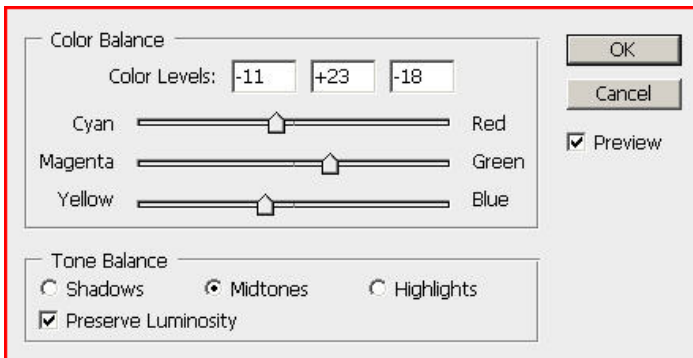 Color Balance
Color Levels: -11 +23 -18
Cyan Red
Magenta Green
Yellow Blue
Tone Balance
Shadows Midtones Highlights
Preserve Luminosity
OK
Cancel
Preview